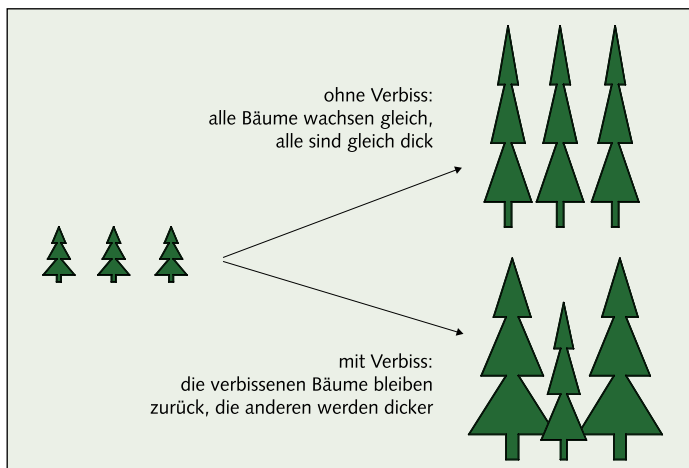 ohne Verbiss:
alle Bäume wachsen gleich,
alle sind gleich dick
mit Verbiss:
die verbissenen Bäume bleiben
zurück, die anderen werden dicker